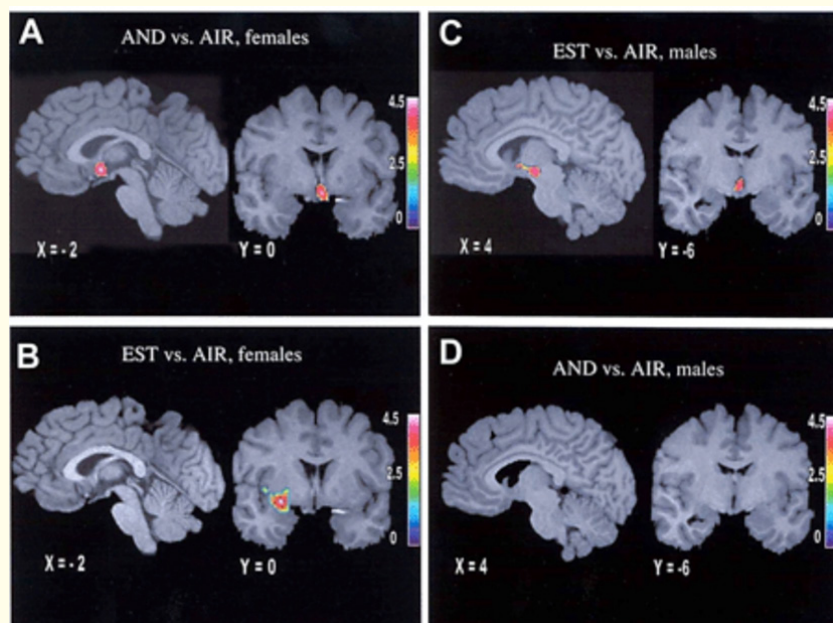 A
AND vs. AIR, females
4.5
2.5
0
X = - 2
Y = 0
B
EST vs. AIR, females
4.5
2.5
0
X = - 2
Y = 0
C
EST vs. AIR, males
4.5
2.5
0
X = 4
Y = -6
D
AND vs. AIR, males
4.5
2.5
0
X = 4
Y = -6